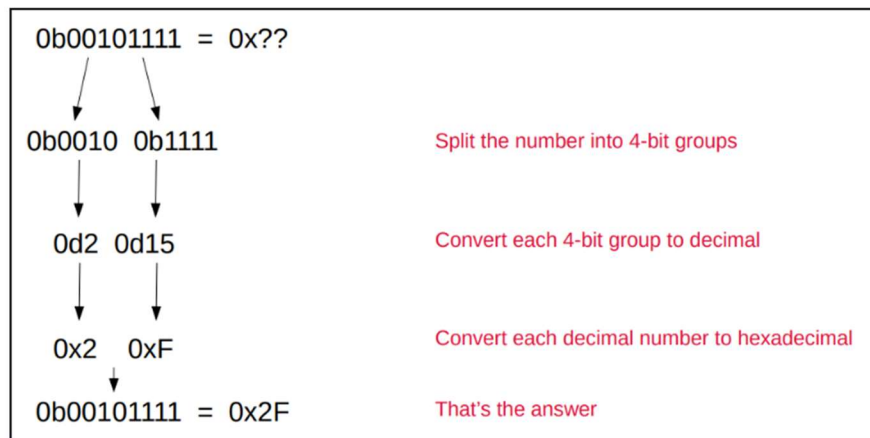 0b00101111 = 0x??
0b0010 0b1111 Split the number into 4-bit groups
0d2 0d15 Convert each 4-bit group to decimal
0x2 0xF Convert each decimal number to hexadecimal
0b00101111 = 0x2F That's the answer